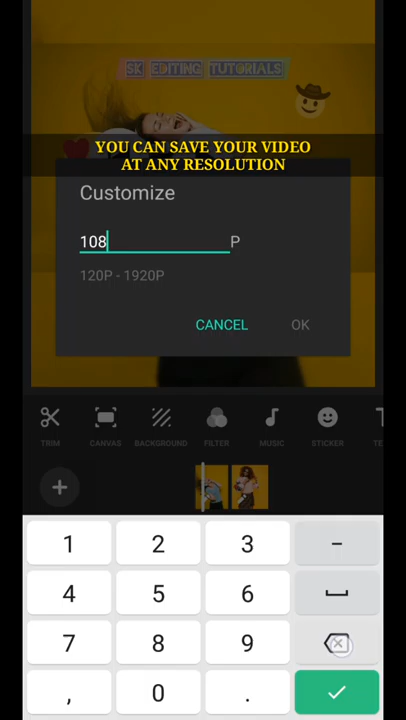 SK EDITING TUTORIALS
YOU CAN SAVE YOUR VIDEO
AT ANY RESOLUTION
Customize
108 P
120P - 1920P
CANCEL OK
TRIM CANVAS BACKGROUND FILTER MUSIC STICKER TE
+
1 2 3 -
4 5 6
7 8 9
, 0 .